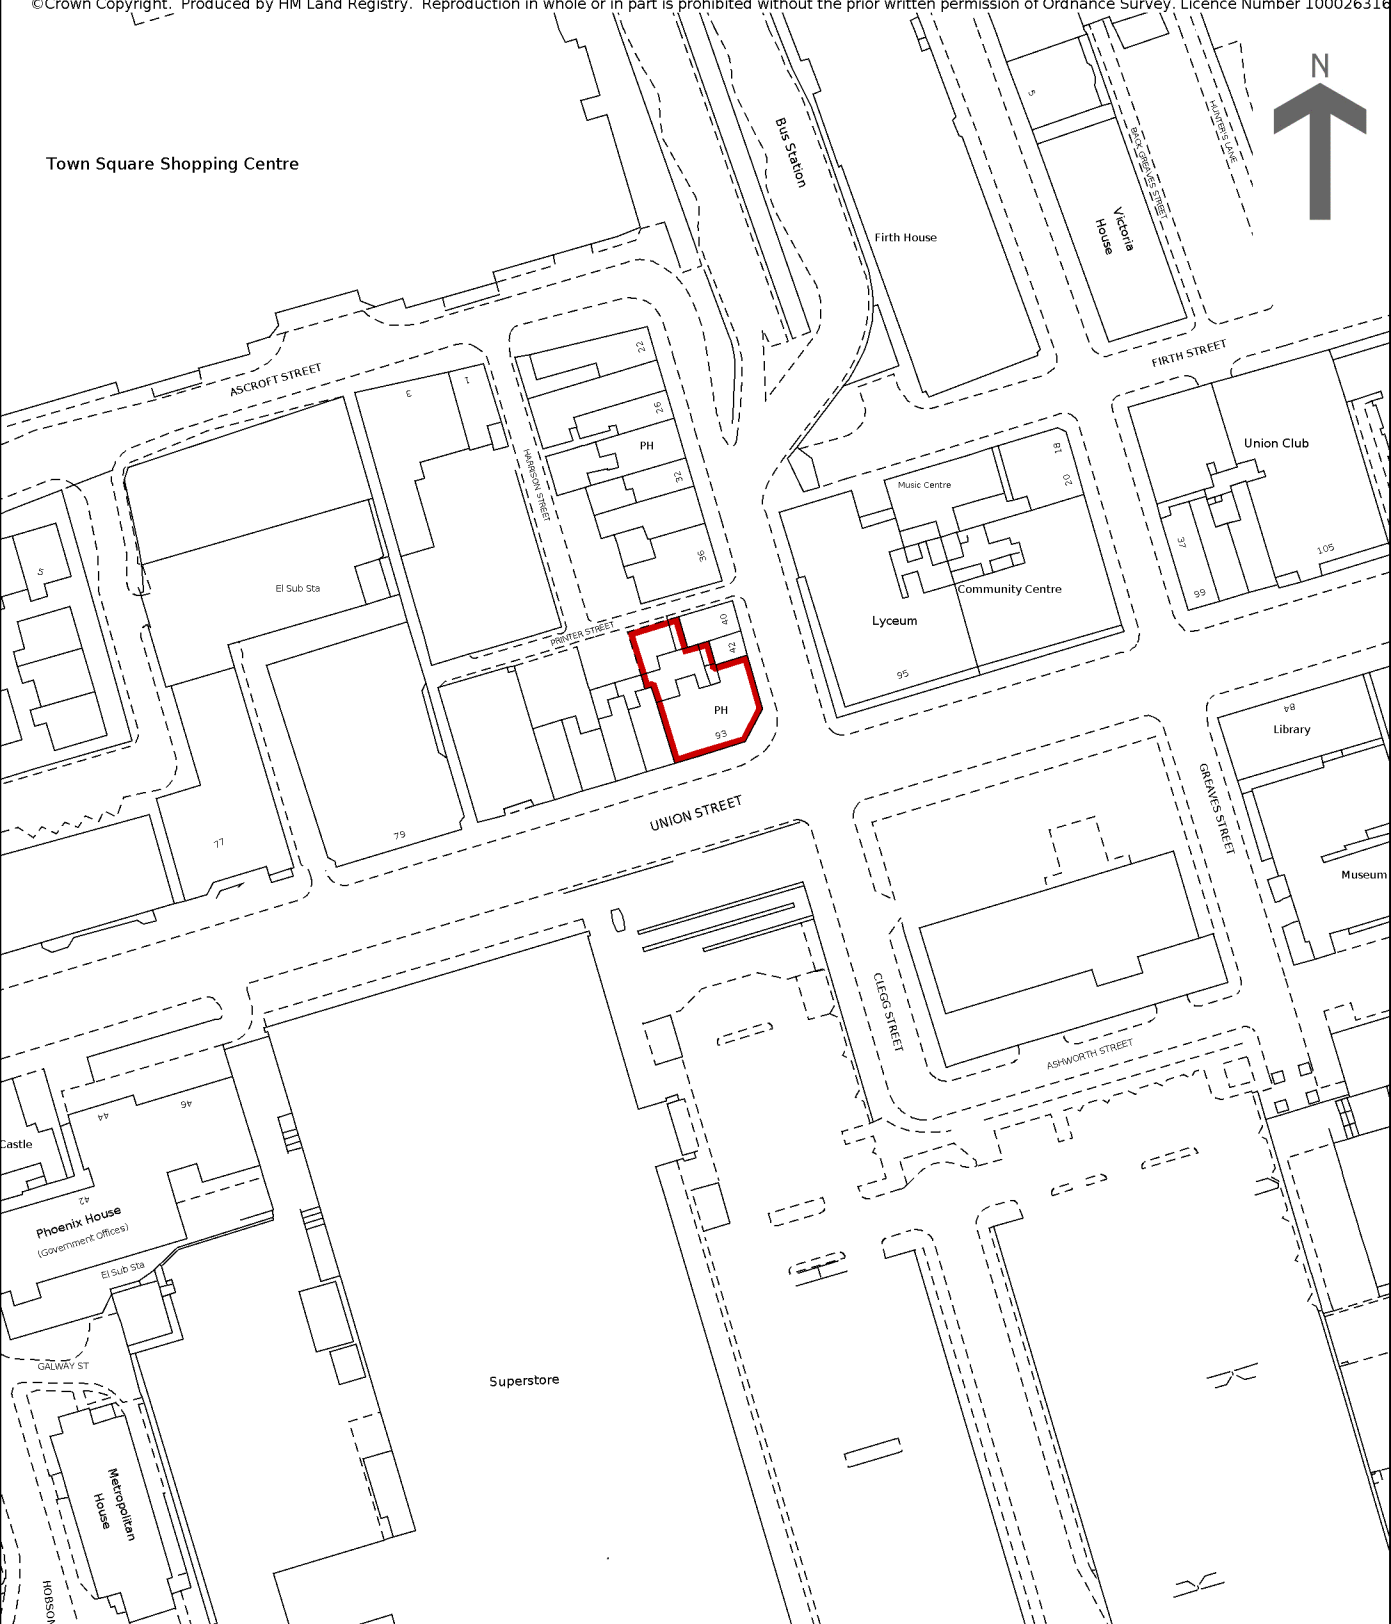 ©Crown Copyright. Produced by HM Land Registry. Reproduction in whole or in part is prohibited without the prior written permission of Ordnance Survey. Licence Number 100026316
N
Town Square Shopping Centre
Bus Station
5
BACK GREAVES STREET
HUNTER'S LANE
Firth House
Victoria
House
FIRTH STREET
ASCROFT STREET
22
1
3
26
PH
32
36
HARRISON STREET
Music Centre
18
20
Union Club
37
99
105
5
El Sub Sta
Community Centre
Lyceum
95
PRINTER STREET
40
42
PH
93
84
Library
UNION STREET
GREAVES STREET
77
79
Museum
CLEGG STREET
ASHWORTH STREET
44
46
Castle
42
Phoenix House
(Government Offices)
El Sub Sta
GALWAY ST
Superstore
Metropolitan
House
HOBSON